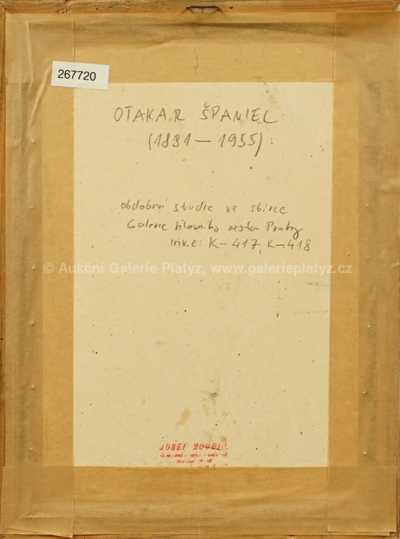 267720
OTAKAR ŠPANIEL
(1881—1955)
obdobné studie ve sbírce
Galerie hlavního města Prahy
inv.č: K-417, K-418
© Aukční Galerie Platýz, www.galerieplatyz.cz
JOSEF